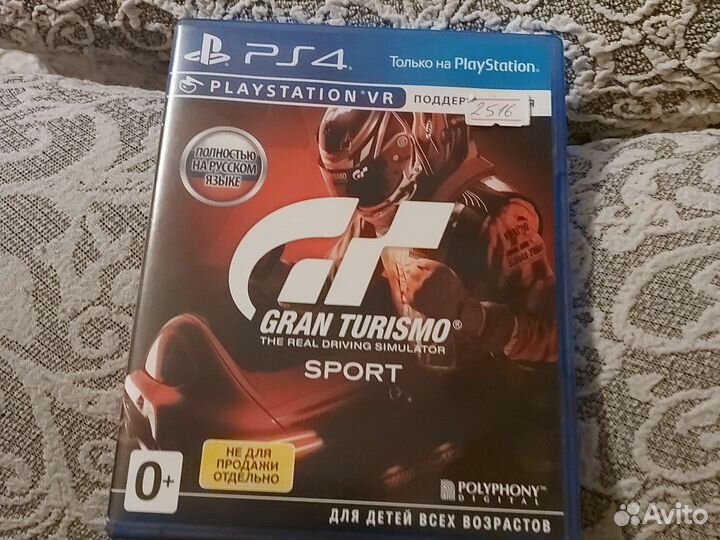 PS4
Только на PlayStation
PLAYSTATION®VR
2516
ПОЛНОСТЬЮ
НА РУССКОМ
ЯЗЫКЕ
TURISMO
GRAN TURISMO®
THE REAL DRIVING SIMULATOR
SPORT
НЕ ДЛЯ
ПРОДАЖИ
ОТДЕЛЬНО
0+
POLYPHONY
DIGITAL
ДЛЯ ДЕТЕЙ ВСЕХ ВОЗРАСТОВ
Avito